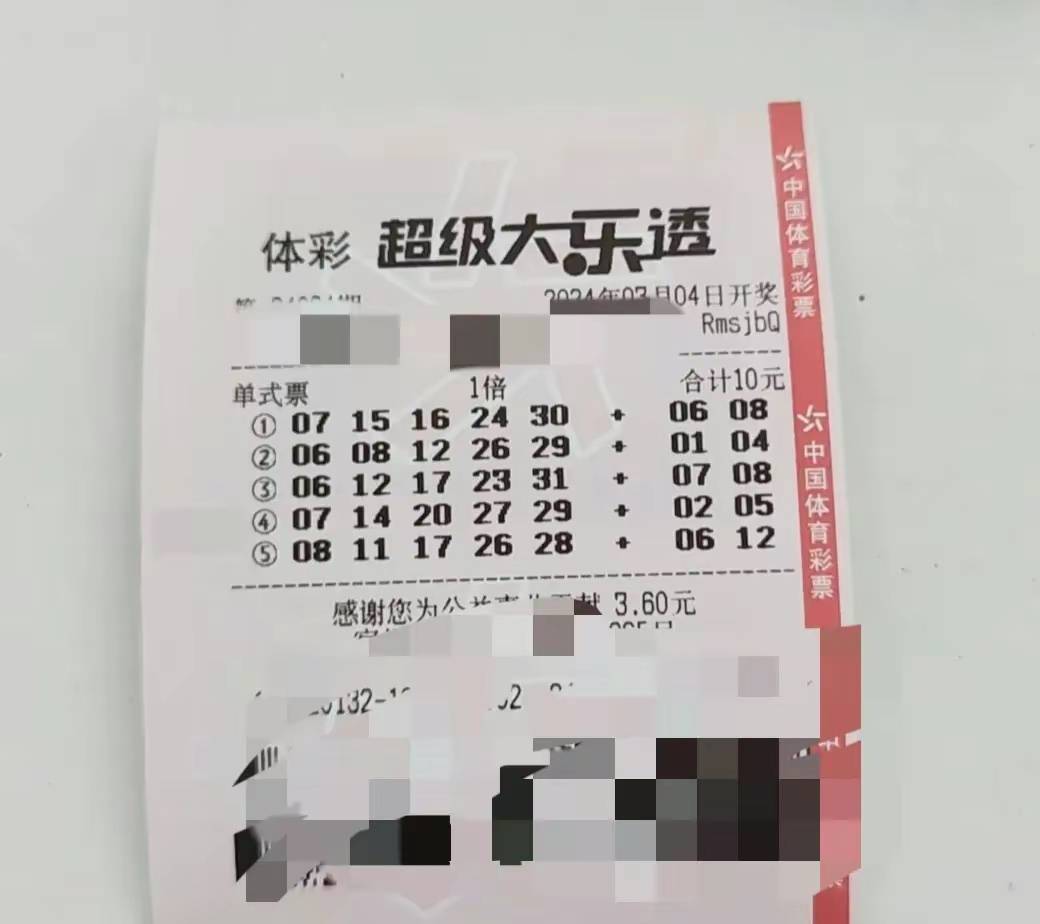 体彩 超级大乐透
2024年03月04日开奖
RmsjbQ
单式票 1倍 合计10元
① 07 15 16 24 30 + 06 08
② 06 08 12 26 29 + 01 04
③ 06 12 17 23 31 + 07 08
④ 07 14 20 27 29 + 02 05
⑤ 08 11 17 26 28 + 06 12
感谢您为公益事业贡献 3.60元
中国体育彩票
中国体育彩票